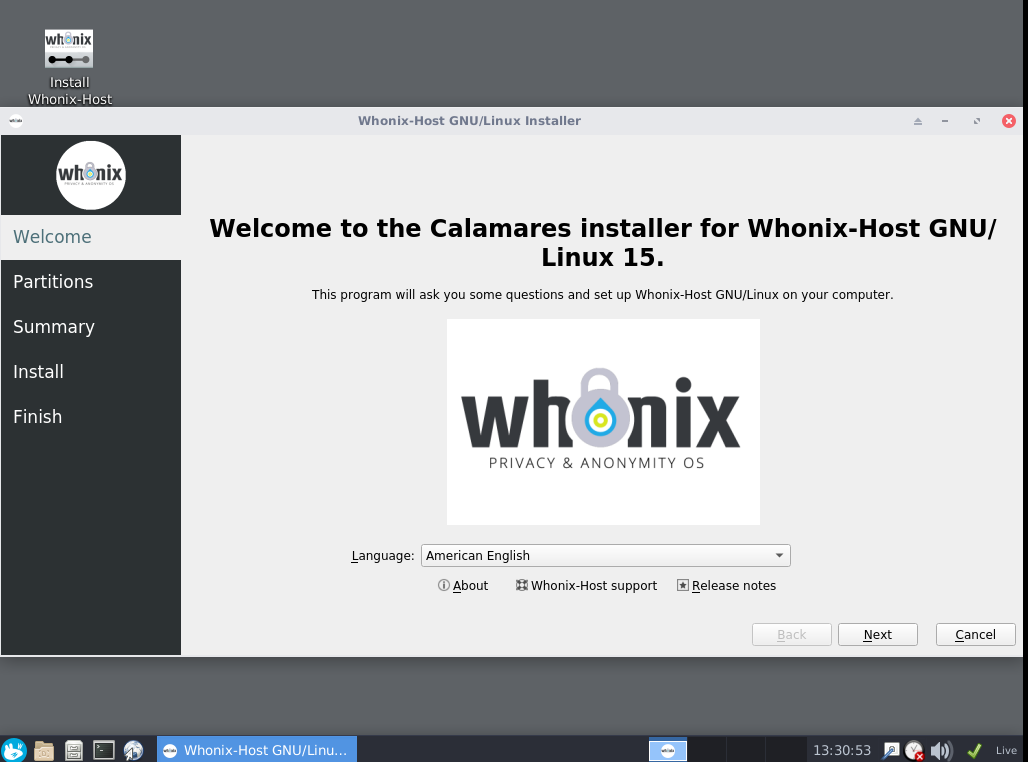 whonix
Install
Whonix-Host
Whonix-Host GNU/Linux Installer
whonix
PRIVACY & ANONYMITY OS
Welcome
Partitions
Summary
Install
Finish
Welcome to the Calamares installer for Whonix-Host GNU/
Linux 15.
This program will ask you some questions and set up Whonix-Host GNU/Linux on your computer.
whonix
PRIVACY & ANONYMITY OS
Language: American English
About Whonix-Host support Release notes
Back Next Cancel
Whonix-Host GNU/Linu... 13:30:53 Live